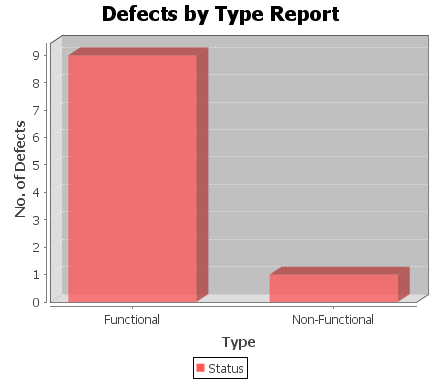 Defects by Type Report
No. of Defects
9
8
7
6
5
4
3
2
1
0
Functional
Non-Functional
Type
Status